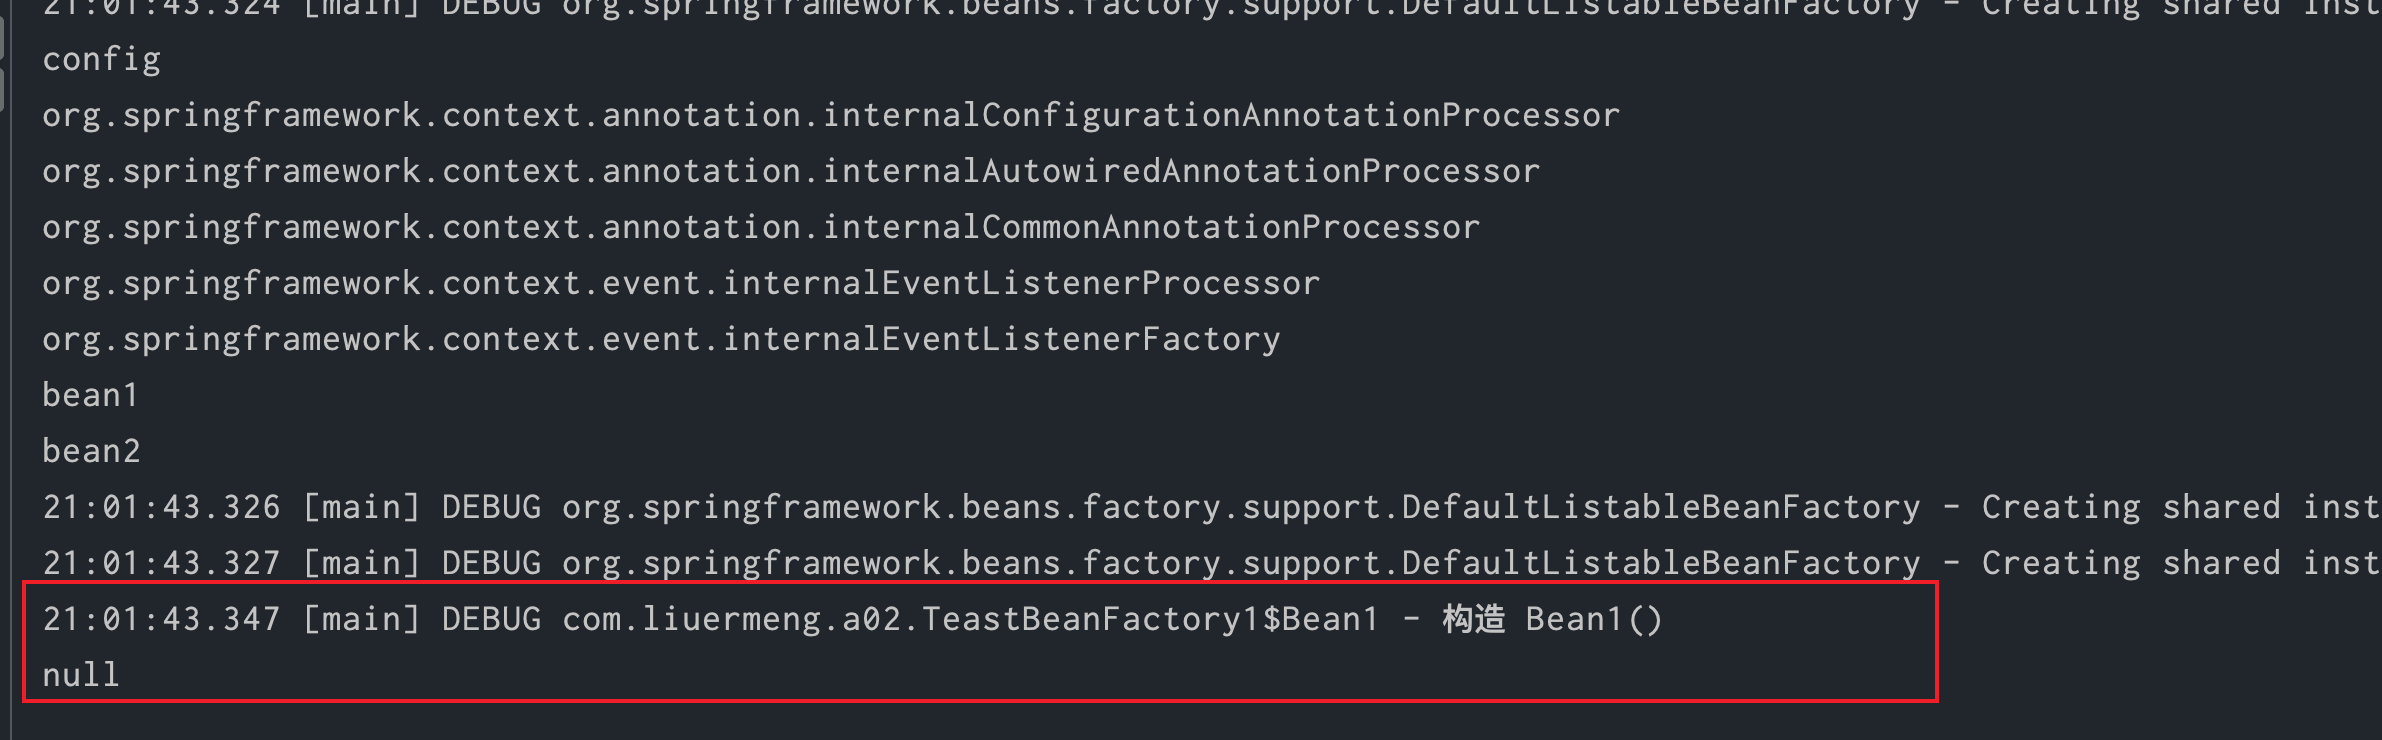 21:01:43.324 [main] DEBUG org.springframework.beans.factory.support.DefaultListableBeanFactory - Creating shared inst
config
org.springframework.context.annotation.internalConfigurationAnnotationProcessor
org.springframework.context.annotation.internalAutowiredAnnotationProcessor
org.springframework.context.annotation.internalCommonAnnotationProcessor
org.springframework.context.event.internalEventListenerProcessor
org.springframework.context.event.internalEventListenerFactory
bean1
bean2
21:01:43.326 [main] DEBUG org.springframework.beans.factory.support.DefaultListableBeanFactory - Creating shared inst
21:01:43.327 [main] DEBUG org.springframework.beans.factory.support.DefaultListableBeanFactory - Creating shared inst
21:01:43.347 [main] DEBUG com.liuermeng.a02.TeastBeanFactory1$Bean1 - 构造 Bean1()
null